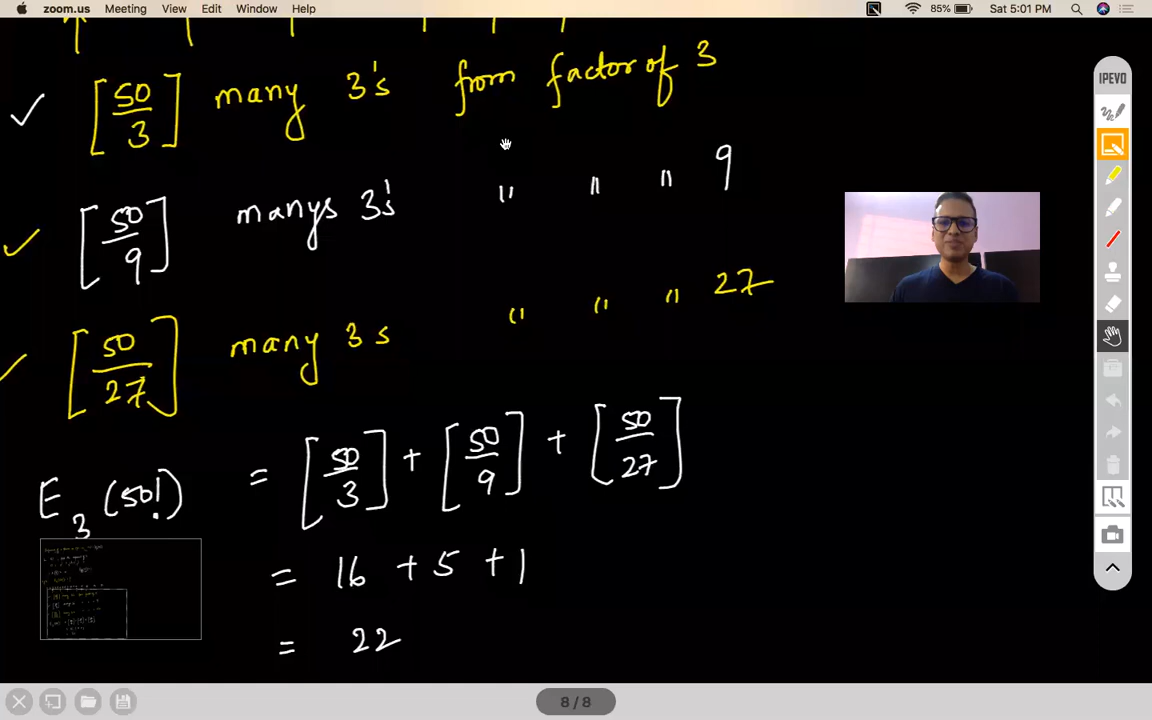 zoom.us Meeting View Edit Window Help 85% Sat 5:01 PM
[50/3] many 3's from factor of 3
IPEVO
[50/9] manys 3's " " " 9
[50/27] many 3s " " " 27
E₃(50!) = [50/3] + [50/9] + [50/27]
= 16 + 5 + 1
= 22
8 / 8